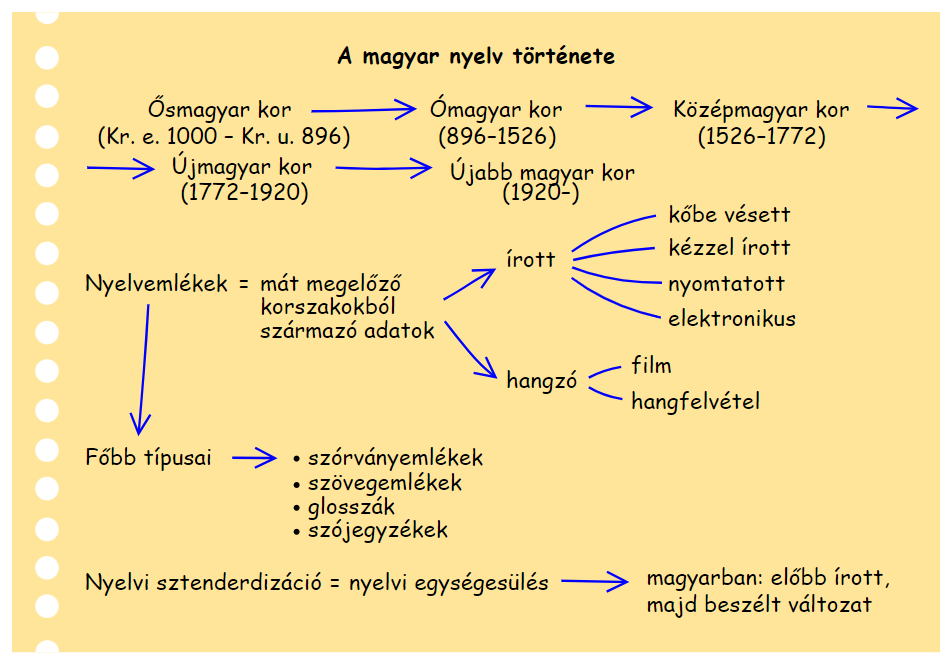 A magyar nyelv története
Ősmagyar kor
(Kr. e. 1000 – Kr. u. 896)
Ómagyar kor
(896–1526)
Középmagyar kor
(1526–1772)
Újmagyar kor
(1772–1920)
Újabb magyar kor
(1920–)
Nyelvemlékek = mát megelőző
korszakokból
származó adatok
írott
kőbe vésett
kézzel írott
nyomtatott
elektronikus
hangzó
film
hangfelvétel
Főbb típusai
• szórványemlékek
• szövegemlékek
• glosszák
• szójegyzékek
Nyelvi sztenderdizáció = nyelvi egységesülés
magyarban: előbb írott,
majd beszélt változat